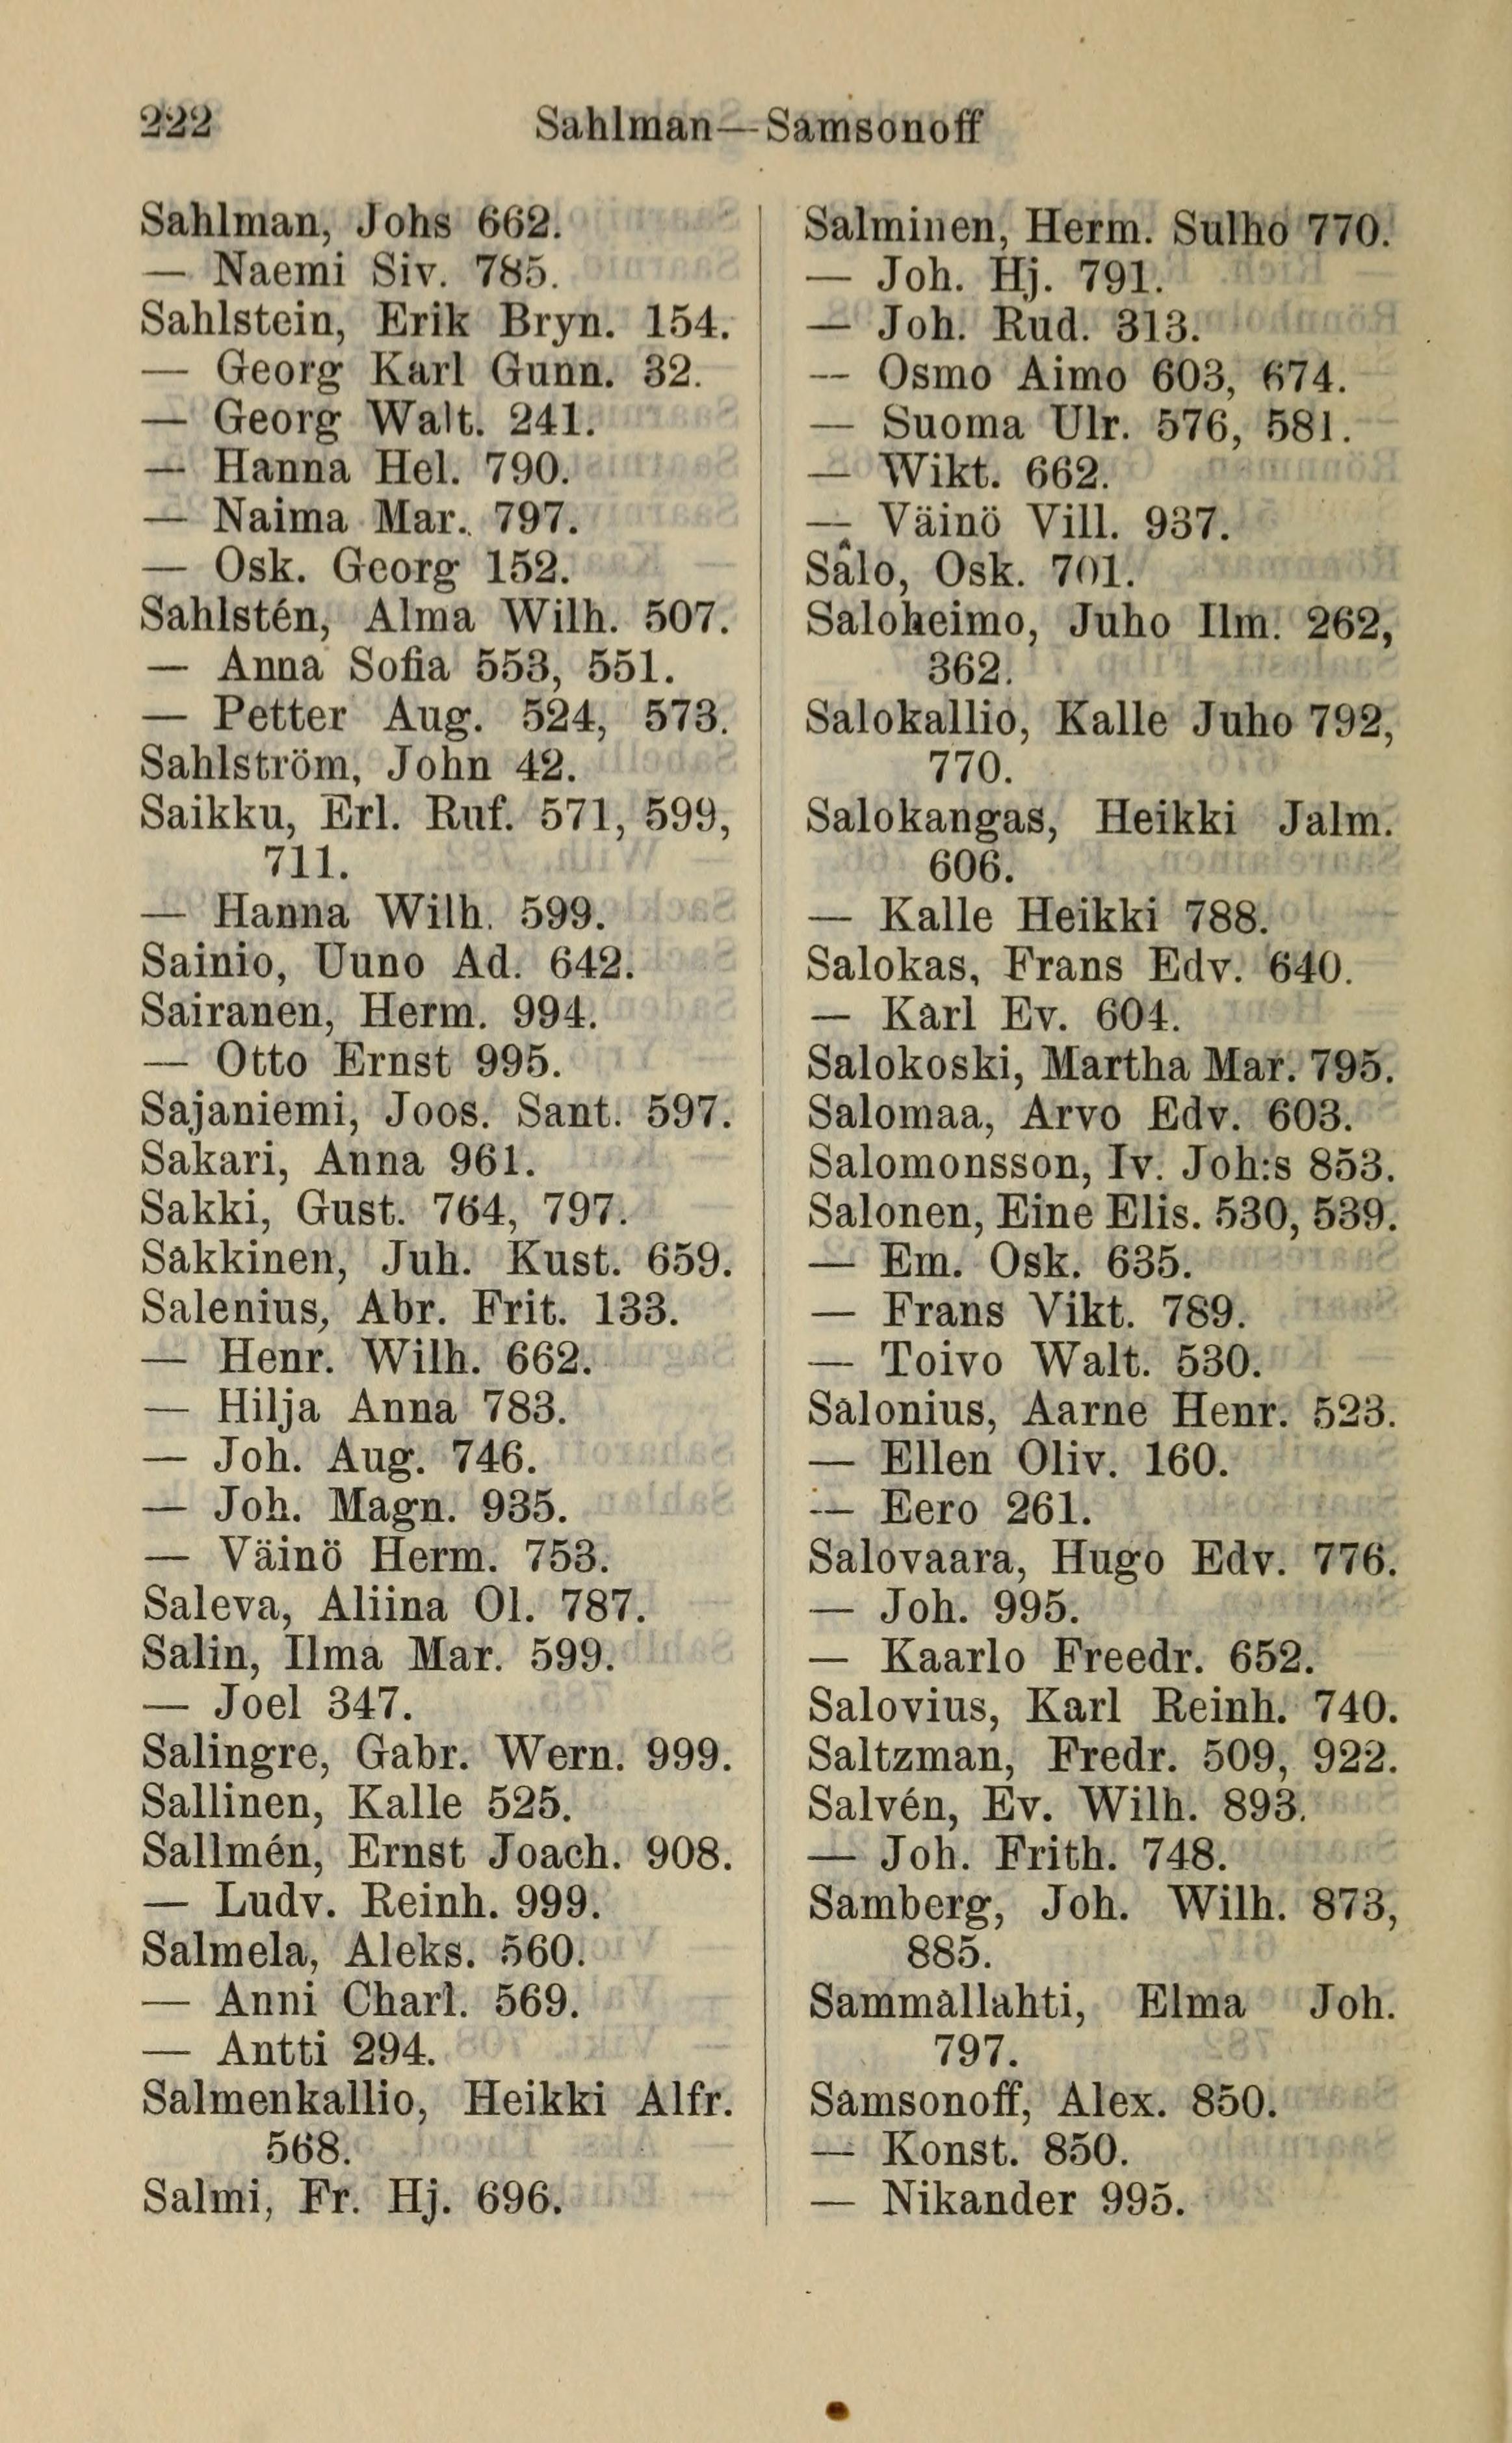 222
Sahlman—Samsonoff
Sahlman, Johs 662.
— Naemi Siv. 785.
Sahlstein, Erik Bryn. 154.
— Georg Karl Gunn. 32.
— Georg Walt. 241.
— Hanna Hel. 790.
— Naima Mar. 797.
— Osk. Georg 152.
Sahlstén, Alma Wilh. 507.
— Anna Sofia 553, 551.
— Petter Aug. 524, 573.
Sahlström, John 42.
Saikku, Erl. Ruf. 571, 599,
711.
— Hanna Wilh. 599.
Sainio, Uuno Ad. 642.
Sairanen, Herm. 994.
— Otto Ernst 995.
Sajaniemi, Joos. Sant. 597.
Sakari, Anna 961.
Sakki, Gust. 764, 797.
Sakkinen, Juh. Kust. 659.
Salenius, Abr. Frit. 133.
— Henr. Wilh. 662.
— Hilja Anna 783.
— Joh. Aug. 746.
— Joh. Magn. 935.
— Väinö Herm. 753.
Saleva, Aliina Ol. 787.
Salin, Ilma Mar. 599.
— Joel 347.
Salingre, Gabr. Wern. 999.
Sallinen, Kalle 525.
Sallmén, Ernst Joach. 908.
— Ludv. Reinh. 999.
Salmela, Aleks. 560.
— Anni Charl. 569.
— Antti 294.
Salmenkallio, Heikki Alfr.
568.
Salmi, Fr. Hj. 696.
Salminen, Herm. Sulho 770.
— Joh. Hj. 791.
— Joh. Rud. 313.
— Osmo Aimo 603, 674.
— Suoma Ulr. 576, 581.
— Wikt. 662.
— Väinö Vill. 937.
Salo, Osk. 701.
Saloheimo, Juho Ilm. 262,
362.
Salokallio, Kalle Juho 792,
770.
Salokangas, Heikki Jalm.
606.
— Kalle Heikki 788.
Salokas, Frans Edv. 640.
— Karl Ev. 604.
Salokoski, Martha Mar. 795.
Salomaa, Arvo Edv. 603.
Salomonsson, Iv. Joh:s 853.
Salonen, Eine Elis. 530, 539.
— Em. Osk. 635.
— Frans Vikt. 789.
— Toivo Walt. 530.
Salonius, Aarne Henr. 523.
— Ellen Oliv. 160.
— Eero 261.
Salovaara, Hugo Edv. 776.
— Joh. 995.
— Kaarlo Freedr. 652.
Salovius, Karl Reinh. 740.
Saltzman, Fredr. 509, 922.
Salvén, Ev. Wilh. 893.
— Joh. Frith. 748.
Samberg, Joh. Wilh. 873,
885.
Sammallahti, Elma Joh.
797.
Samsonoff, Alex. 850.
— Konst. 850.
— Nikander 995.